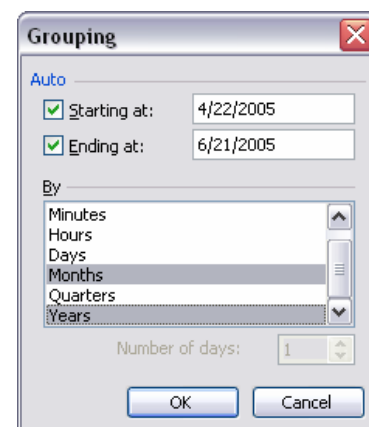 Grouping
Auto
Starting at: 4/22/2005
Ending at: 6/21/2005
By
Minutes
Hours
Days
Months
Quarters
Years
Number of days: 1
OK Cancel